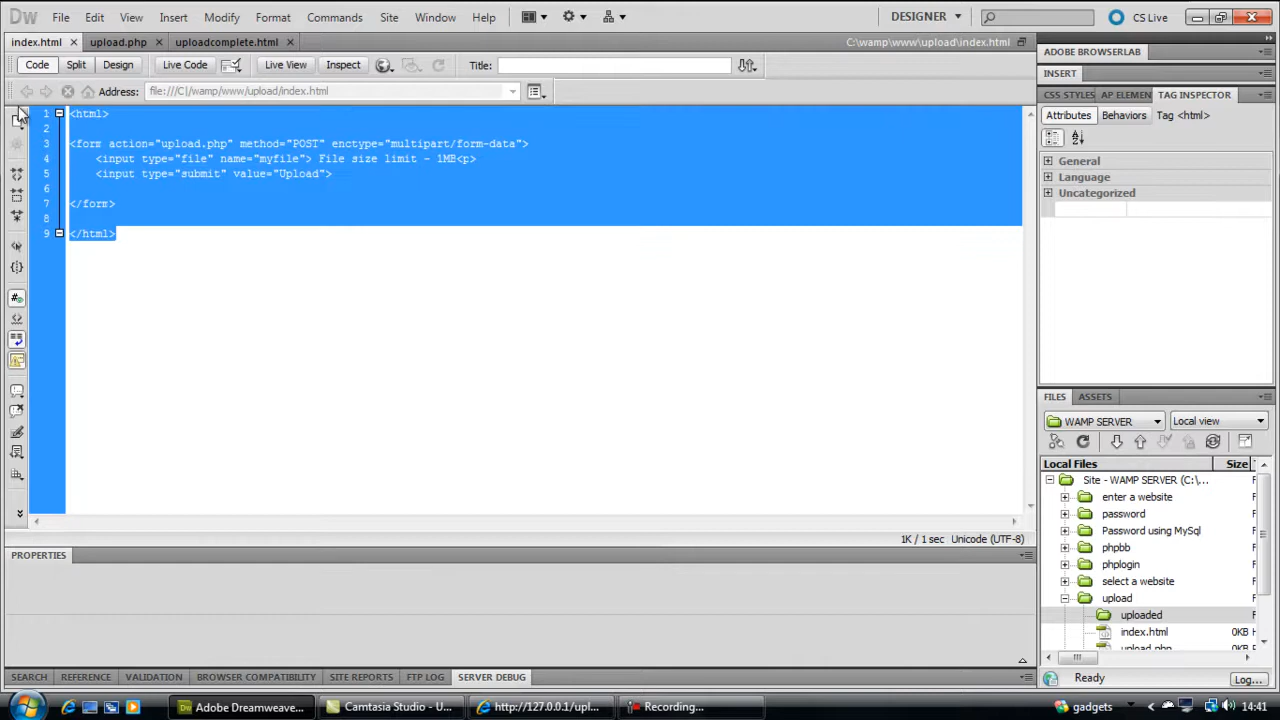 Dw File Edit View Insert Modify Format Commands Site Window Help DESIGNER CS Live
index.html upload.php uploadcomplete.html C:\wamp\www\upload\index.html
Code Split Design Live Code Live View Inspect Title:
Address: file:///C|/wamp/www/upload/index.html
1 <html>
2
3 <form action="upload.php" method="POST" enctype="multipart/form-data">
4 <input type="file" name="myfile"> File size limit - 1MB<p>
5 <input type="submit" value="Upload">
6
7 </form>
8
9 </html>
1K / 1 sec Unicode (UTF-8)
PROPERTIES
SEARCH REFERENCE VALIDATION BROWSER COMPATIBILITY SITE REPORTS FTP LOG SERVER DEBUG
ADOBE BROWSERLAB
INSERT
CSS STYLES AP ELEMEN TAG INSPECTOR
Attributes Behaviors Tag <html>
General
Language
Uncategorized
FILES ASSETS
WAMP SERVER Local view
Local Files Size
Site - WAMP SERVER (C:\...
enter a website
password
Password using MySql
phpbb
phplogin
select a website
upload
uploaded
index.html 0KB
upload.php 0KB
Ready Log...
Adobe Dreamweave... Camtasia Studio - U... http://127.0.0.1/upl... Recording... gadgets 14:41